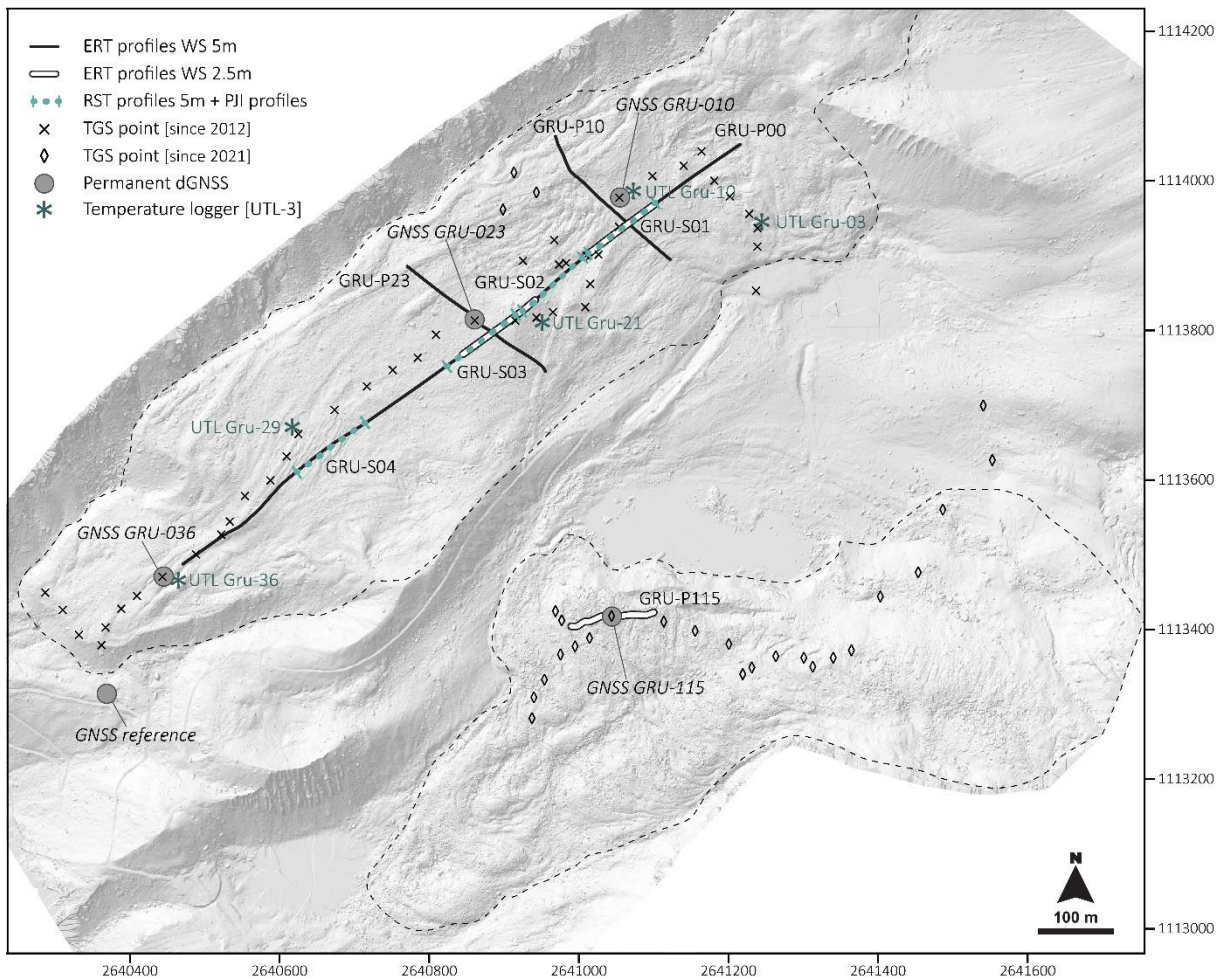 ERT profiles WS 5m
ERT profiles WS 2.5m
RST profiles 5m + PJI profiles
TGS point [since 2012]
TGS point [since 2021]
Permanent dGNSS
Temperature logger [UTL-3]
GNSS GRU-010
GRU-P10
GRU-P00
UTL Gru-10
GRU-S01
UTL Gru-03
GNSS GRU-023
GRU-P23
GRU-S02
UTL Gru-21
GRU-S03
UTL Gru-29
GRU-S04
GNSS GRU-036
UTL Gru-36
GRU-P115
GNSS GRU-115
GNSS reference
N
100 m
1114200
1114000
1113800
1113600
1113400
1113200
1113000
2640400
2640600
2640800
2641000
2641200
2641400
2641600